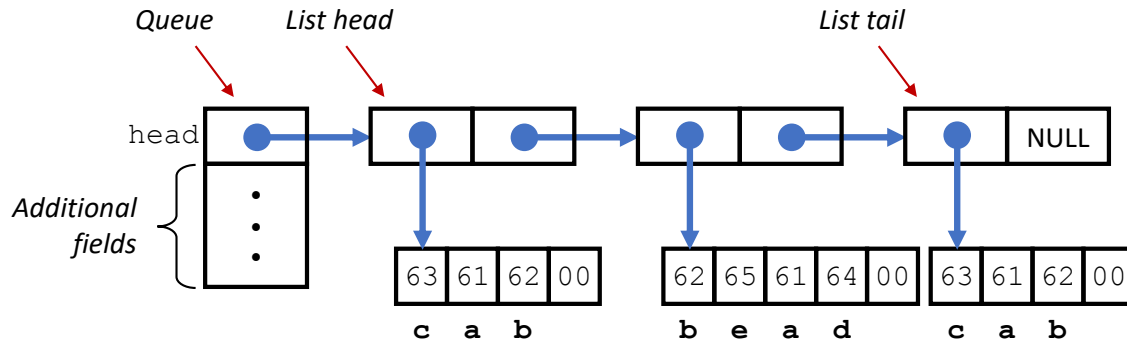 Queue List head List tail
head NULL
Additional
fields
63 61 62 00 62 65 61 64 00 63 61 62 00
c a b b e a d c a b